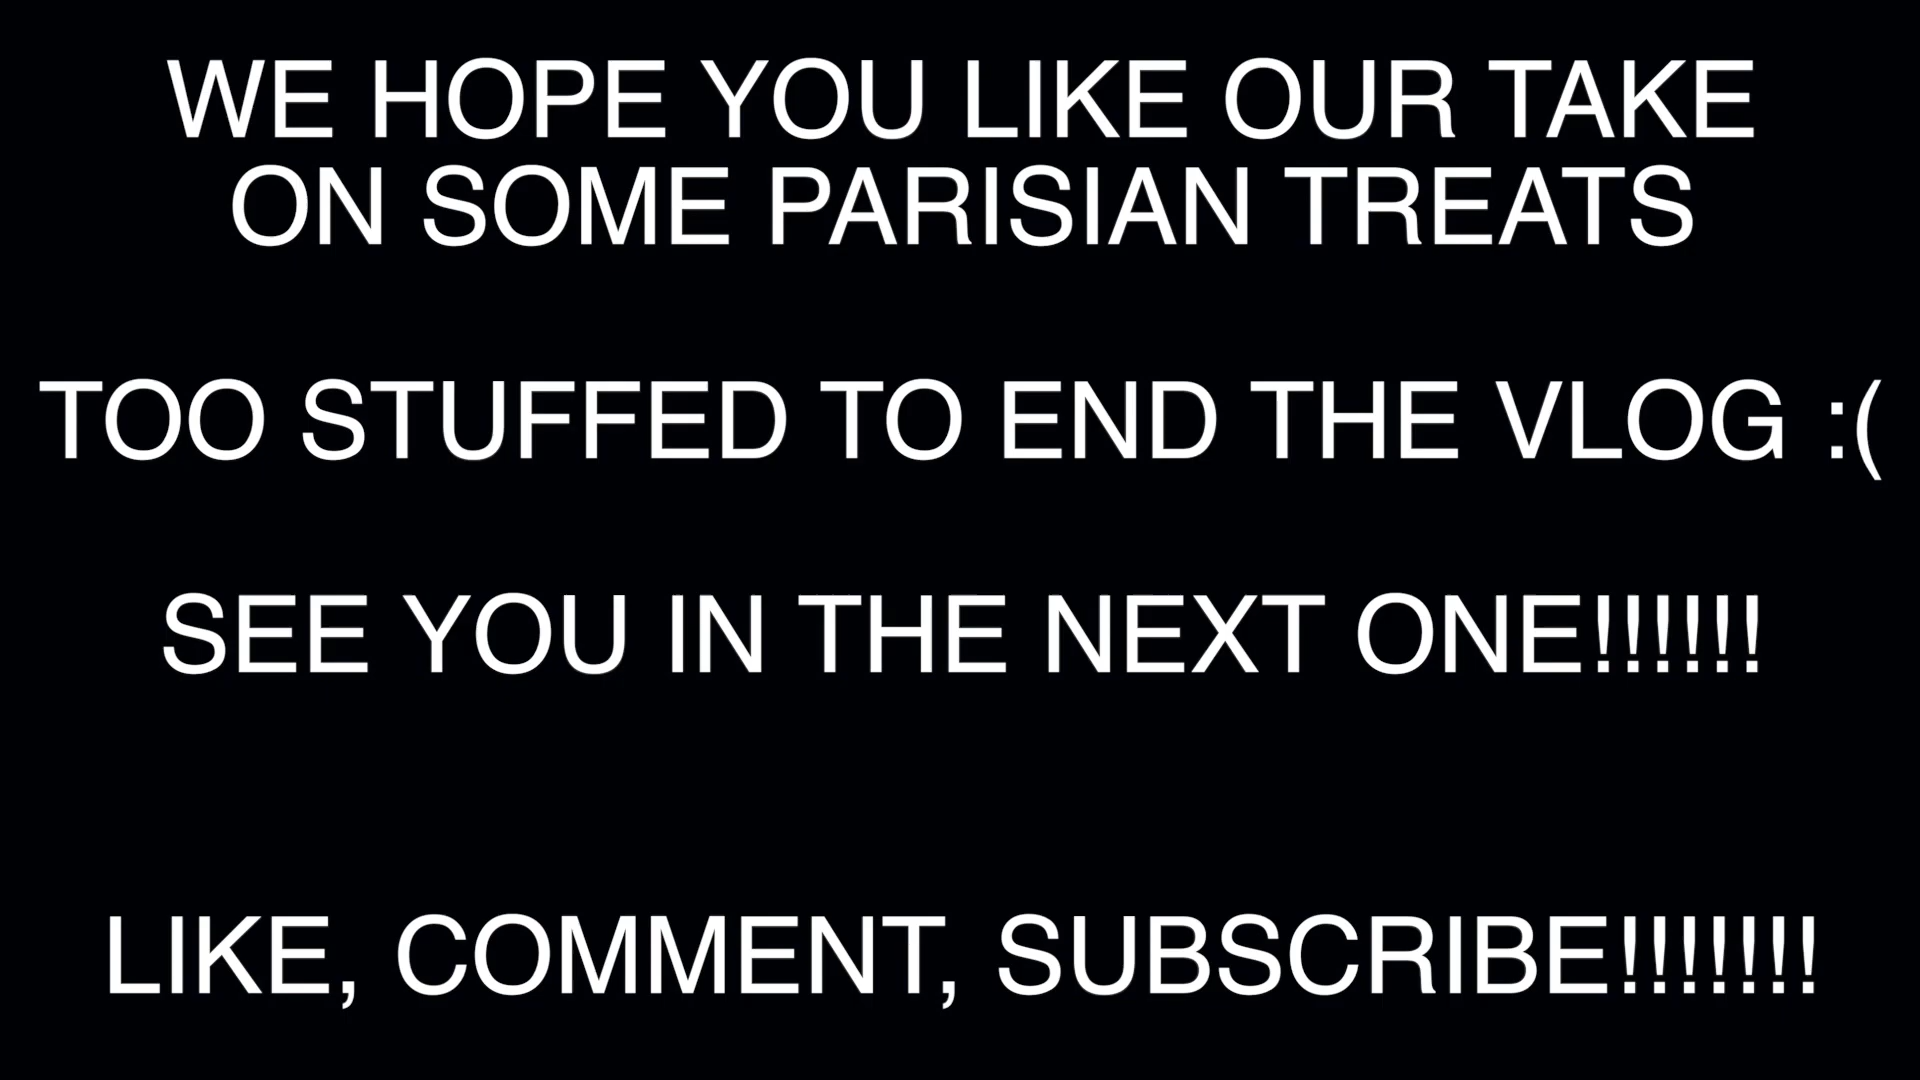 WE HOPE YOU LIKE OUR TAKE
ON SOME PARISIAN TREATS
TOO STUFFED TO END THE VLOG :(
SEE YOU IN THE NEXT ONE!!!!!!
LIKE, COMMENT, SUBSCRIBE!!!!!!!